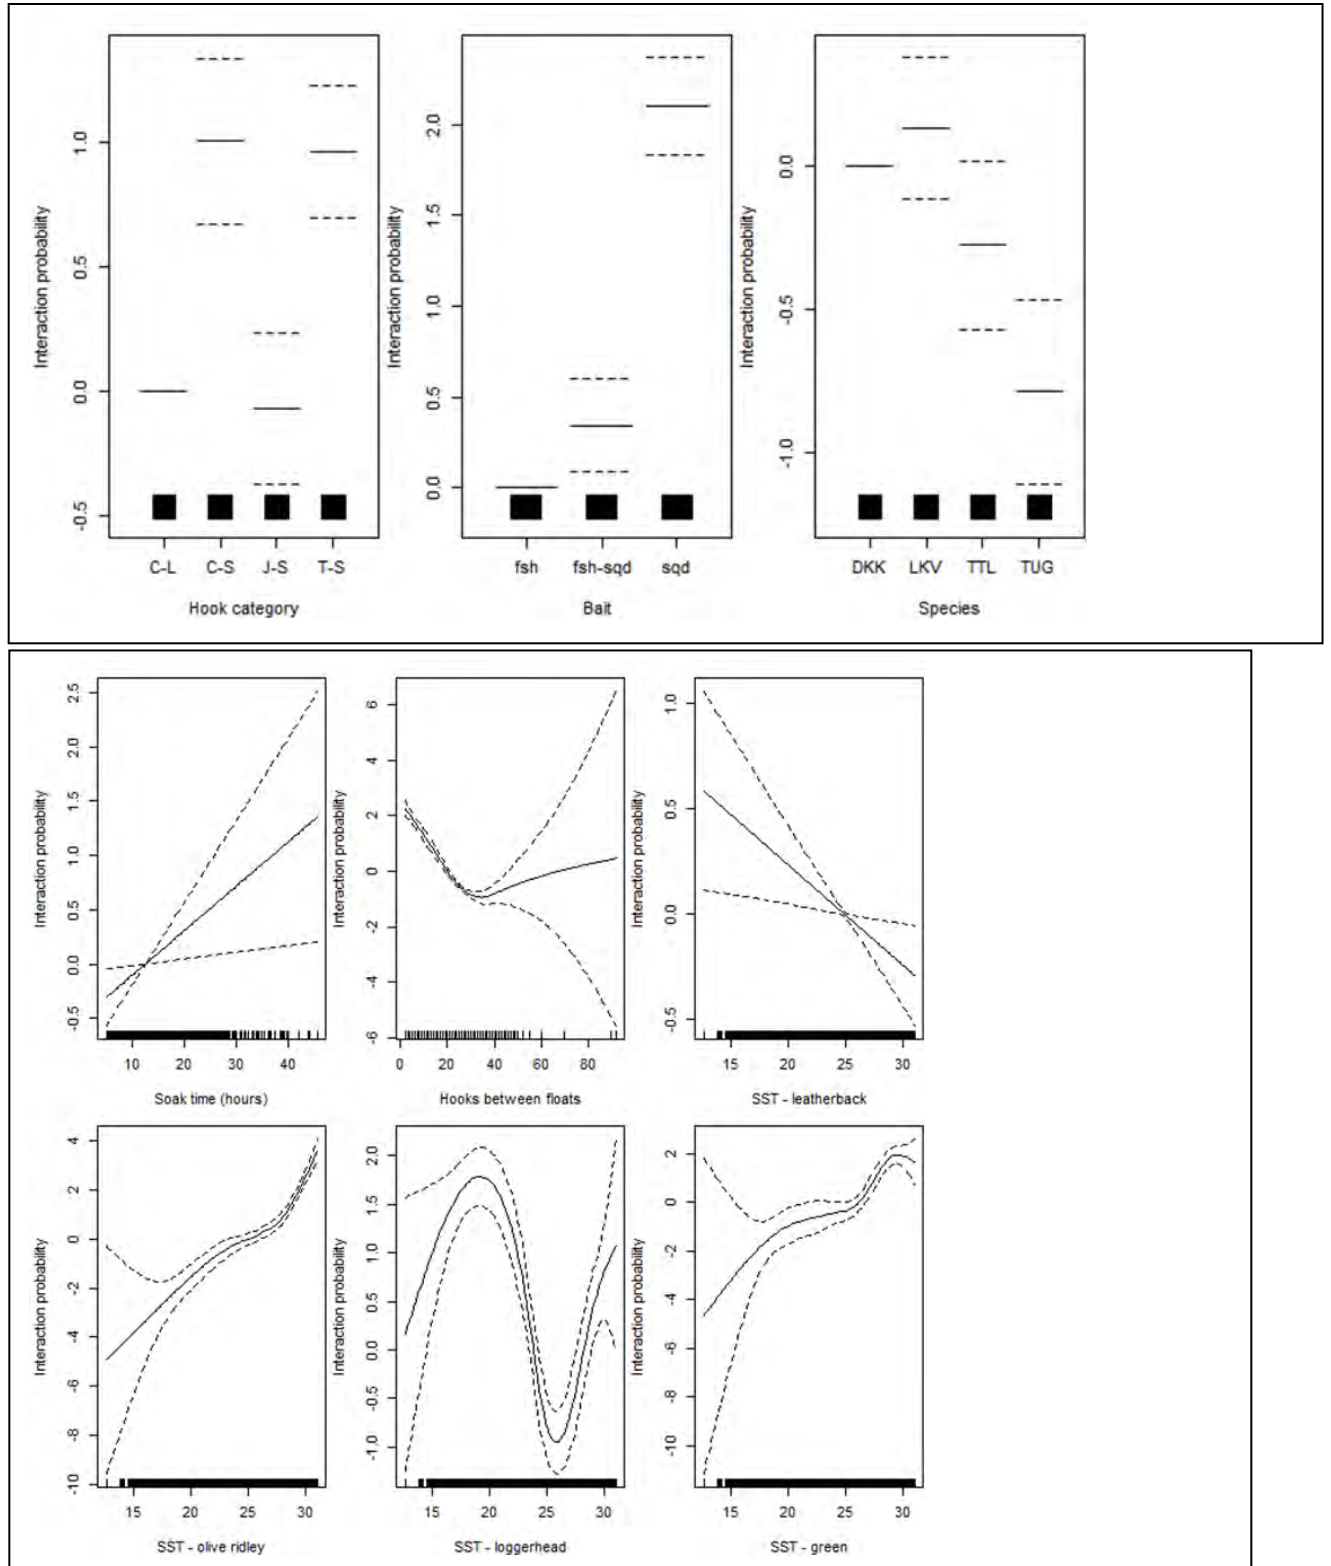 Interaction probability
-0.5 0.0 0.5 1.0
C-L C-S J-S T-S
Hook category
Interaction probability
0.0 0.5 1.0 1.5 2.0
fsh fsh-sqd sqd
Bait
Interaction probability
-1.0 -0.5 0.0
DKK LKV TTL TUG
Species
Interaction probability
-0.5 0.0 0.5 1.0 1.5 2.0 2.5
10 20 30 40
Soak time (hours)
Interaction probability
-6 -4 -2 0 2 4 6
0 20 40 60 80
Hooks between floats
Interaction probability
-0.5 0.0 0.5 1.0
15 20 25 30
SST - leatherback
Interaction probability
-10 -8 -6 -4 -2 0 2 4
15 20 25 30
SST - olive ridley
Interaction probability
-1.0 -0.5 0.0 0.5 1.0 1.5 2.0
15 20 25 30
SST - loggerhead
Interaction probability
-10 -8 -6 -4 -2 0 2
15 20 25 30
SST - green